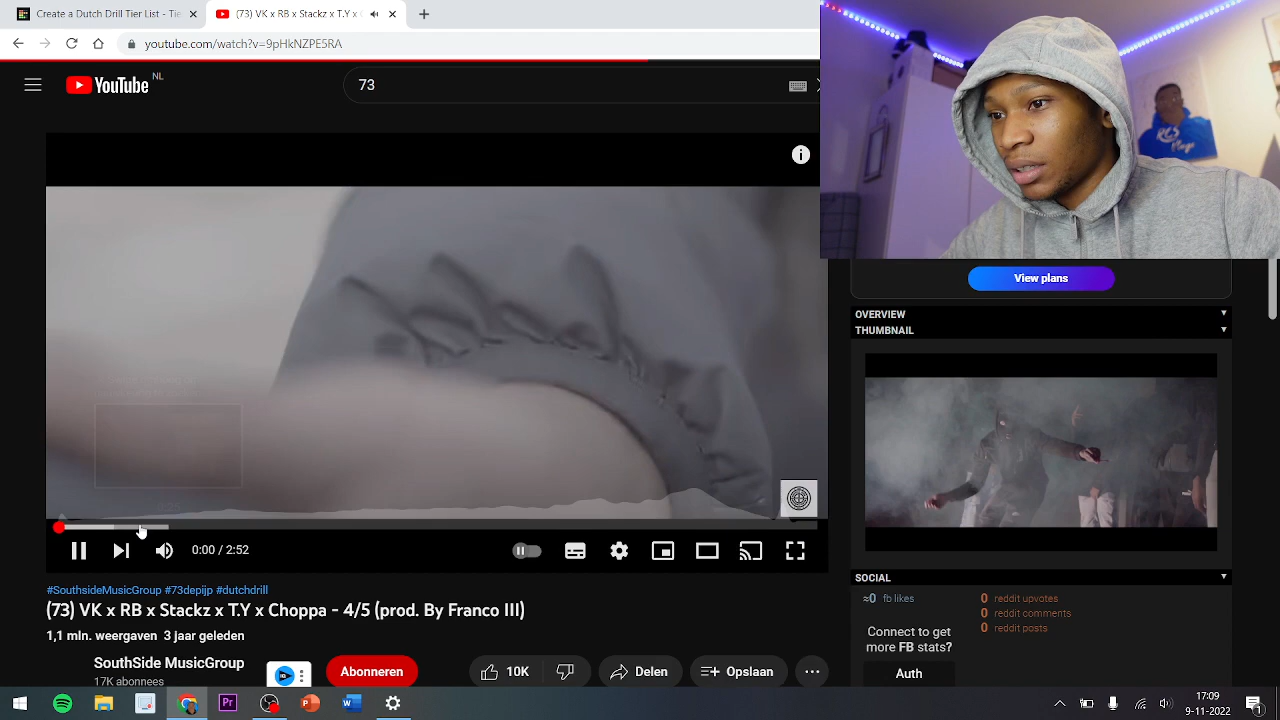 Create a Dutch Drill Tier List - Tie
(73) VK x RB x Stackz x T.Y x C
youtube.com/watch?v=9pHkNZPE5RA
YouTube NL
73
View plans
OVERVIEW
THUMBNAIL
0:00 / 2:52
#SouthsideMusicGroup #73depijp #dutchdrill
(73) VK x RB x Stackz x T.Y x Choppa - 4/5 (prod. By Franco III)
1,1 mln. weergaven 3 jaar geleden
SouthSide MusicGroup
17K abonnees
Abonneren
10K
Delen
Opslaan
SOCIAL
≈0 fb likes
0 reddit upvotes
0 reddit comments
0 reddit posts
Connect to get
more FB stats?
Auth
17:09
9-11-2022